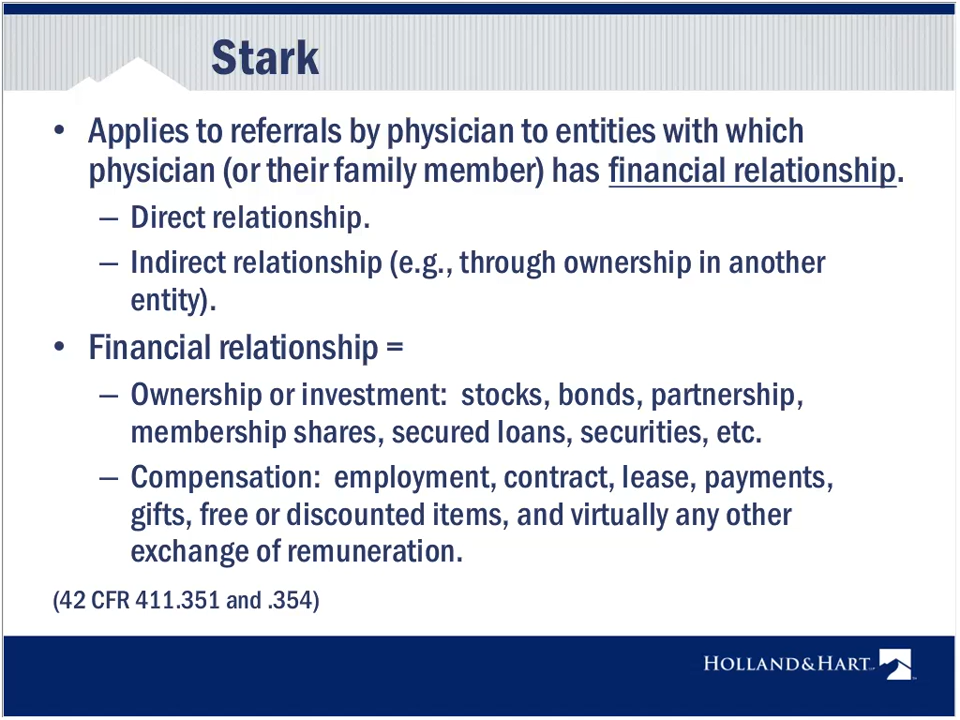 Stark
• Applies to referrals by physician to entities with which
physician (or their family member) has financial relationship.
– Direct relationship.
– Indirect relationship (e.g., through ownership in another
entity).
• Financial relationship =
– Ownership or investment:  stocks, bonds, partnership,
membership shares, secured loans, securities, etc.
– Compensation:  employment, contract, lease, payments,
gifts, free or discounted items, and virtually any other
exchange of remuneration.
(42 CFR 411.351 and .354)
HOLLAND&HART